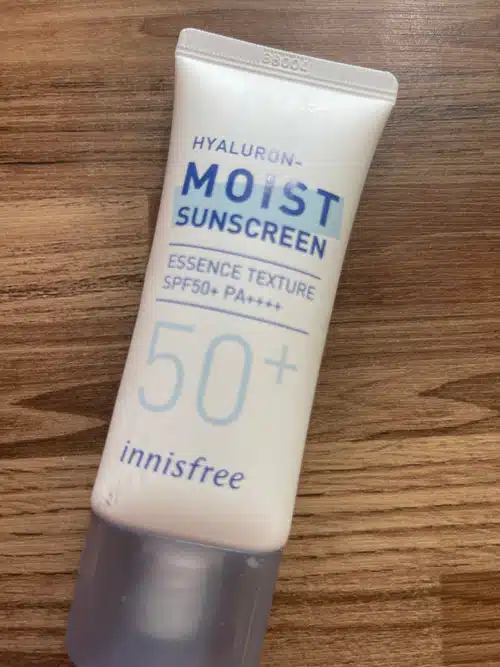 HYALURON-
MOIST
SUNSCREEN
ESSENCE TEXTURE
SPF50+ PA++++
50+
innisfree